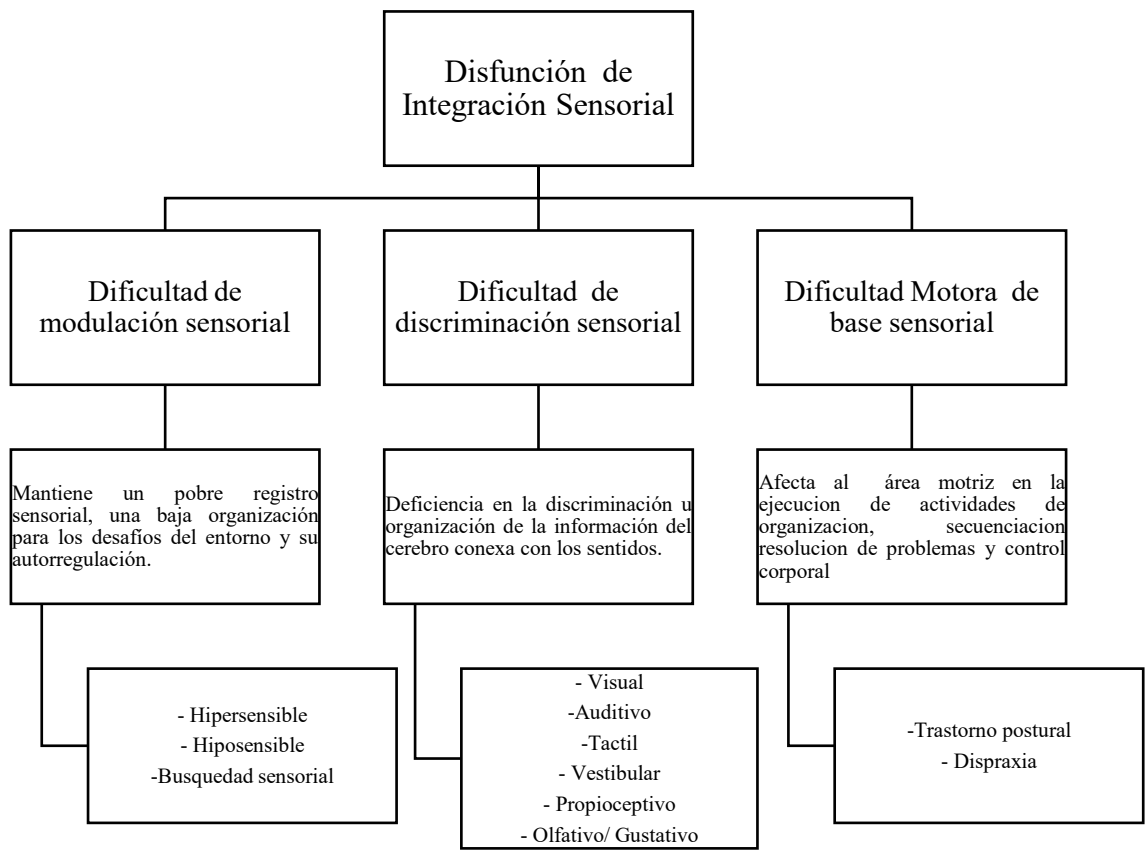 Disfunción de
Integración Sensorial
Dificultad de
modulación sensorial
Dificultad de
discriminación sensorial
Dificultad Motora de
base sensorial
Mantiene un pobre registro
sensorial, una baja organización
para los desafíos del entorno y su
autorregulación.
Deficiencia en la discriminación u
organización de la información del
cerebro conexa con los sentidos.
Afecta al área motriz en la
ejecucion de actividades de
organizacion, secuenciacion
resolucion de problemas y control
corporal
- Hipersensible
- Hiposensible
-Busquedad sensorial
- Visual
-Auditivo
-Tactil
- Vestibular
- Propioceptivo
- Olfativo/ Gustativo
-Trastorno postural
- Dispraxia